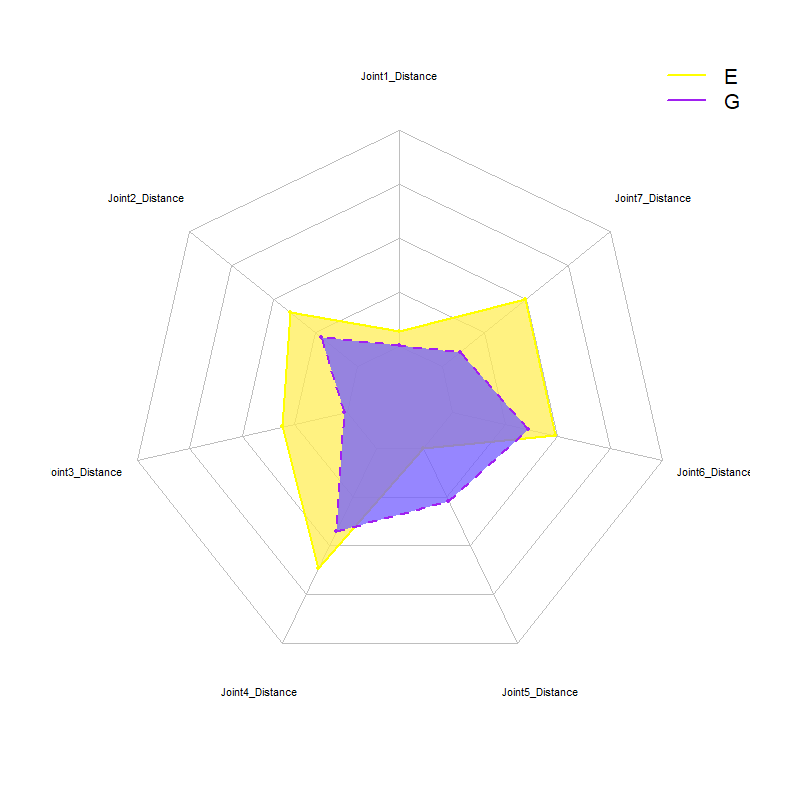 Joint1_Distance
E
G
Joint2_Distance
Joint7_Distance
oint3_Distance
Joint6_Distance
Joint4_Distance
Joint5_Distance